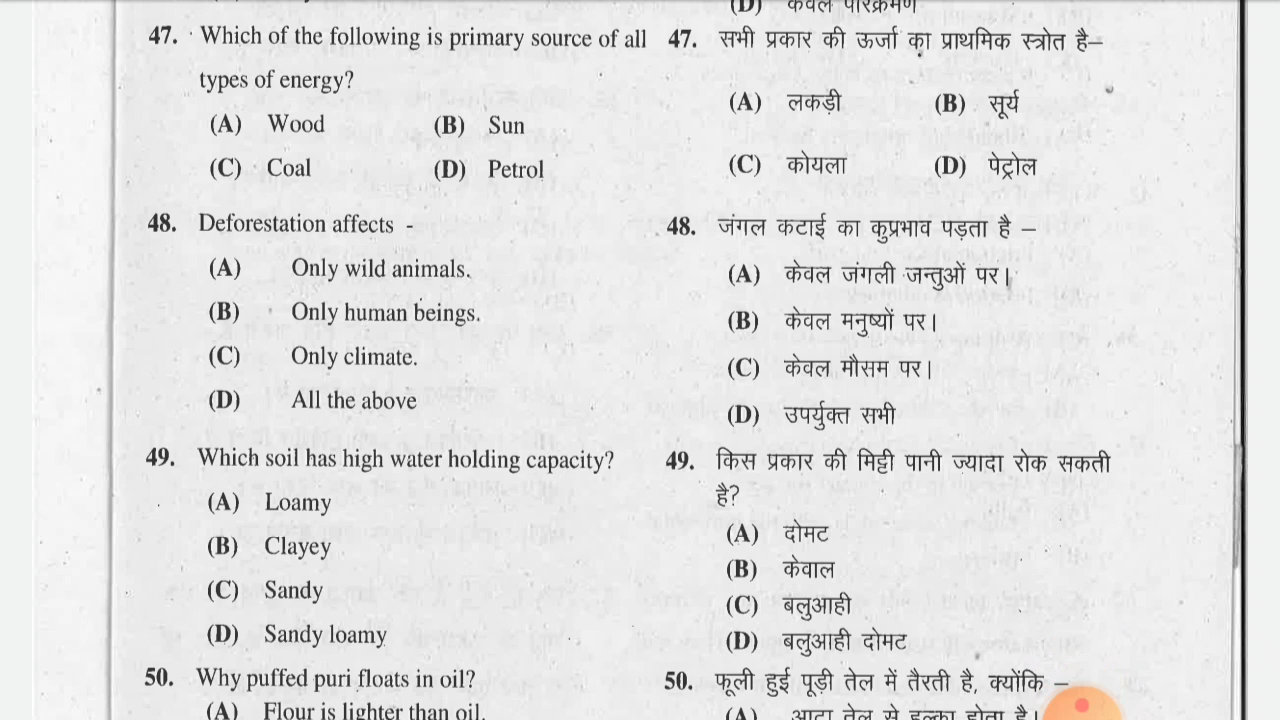 47. Which of the following is primary source of all
types of energy?
(A) Wood (B) Sun
(C) Coal (D) Petrol
48. Deforestation affects -
(A) Only wild animals.
(B) Only human beings.
(C) Only climate.
(D) All the above
49. Which soil has high water holding capacity?
(A) Loamy
(B) Clayey
(C) Sandy
(D) Sandy loamy
50. Why puffed puri floats in oil?
(A) Flour is lighter than oil.
(D) केवल परिक्रमण
47. सभी प्रकार की ऊर्जा का प्राथमिक स्त्रोत है–
(A) लकड़ी (B) सूर्य
(C) कोयला (D) पेट्रोल
48. जंगल कटाई का कुप्रभाव पड़ता है –
(A) केवल जंगली जन्तुओं पर।
(B) केवल मनुष्यों पर।
(C) केवल मौसम पर।
(D) उपर्युक्त सभी
49. किस प्रकार की मिट्टी पानी ज्यादा रोक सकती
है?
(A) दोमट
(B) केवाल
(C) बलुआही
(D) बलुआही दोमट
50. फूली हुई पूड़ी तेल में तैरती है, क्योंकि –
(A) आटा तेल से हल्का होता है।